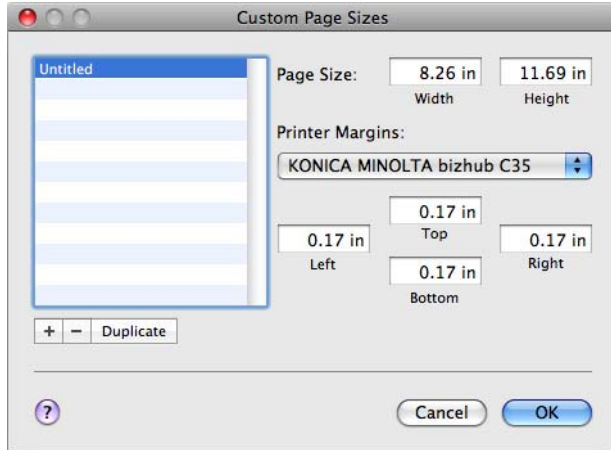 Custom Page Sizes
Untitled
Page Size:
8.26 in
11.69 in
Width
Height
Printer Margins:
KONICA MINOLTA bizhub C35
0.17 in
Top
0.17 in
Left
0.17 in
Right
0.17 in
Bottom
+ − Duplicate
? Cancel OK